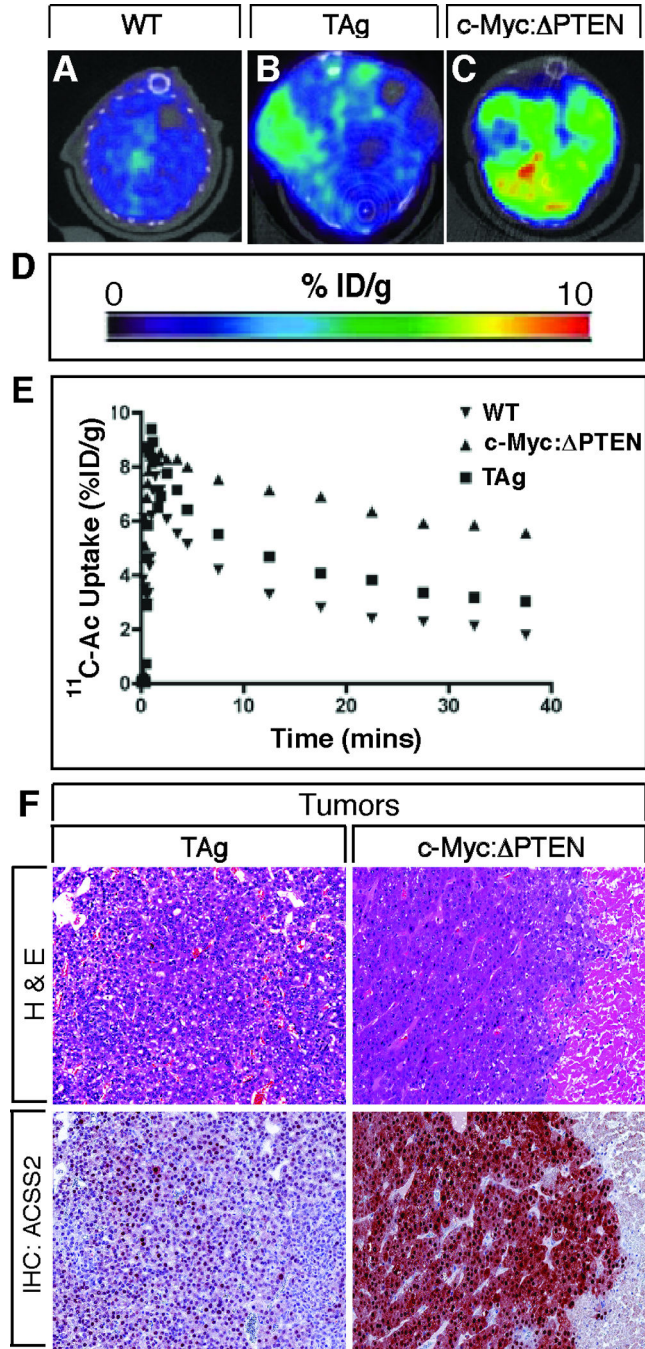 WT TAg c-Myc:ΔPTEN
A B C
D
% ID/g
0 10
E
10
8
6
4
2
0
0 10 20 30 40
¹¹C-Ac Uptake (%ID/g)
Time (mins)
WT
c-Myc:ΔPTEN
TAg
F
Tumors
TAg c-Myc:ΔPTEN
H & E
IHC: ACSS2